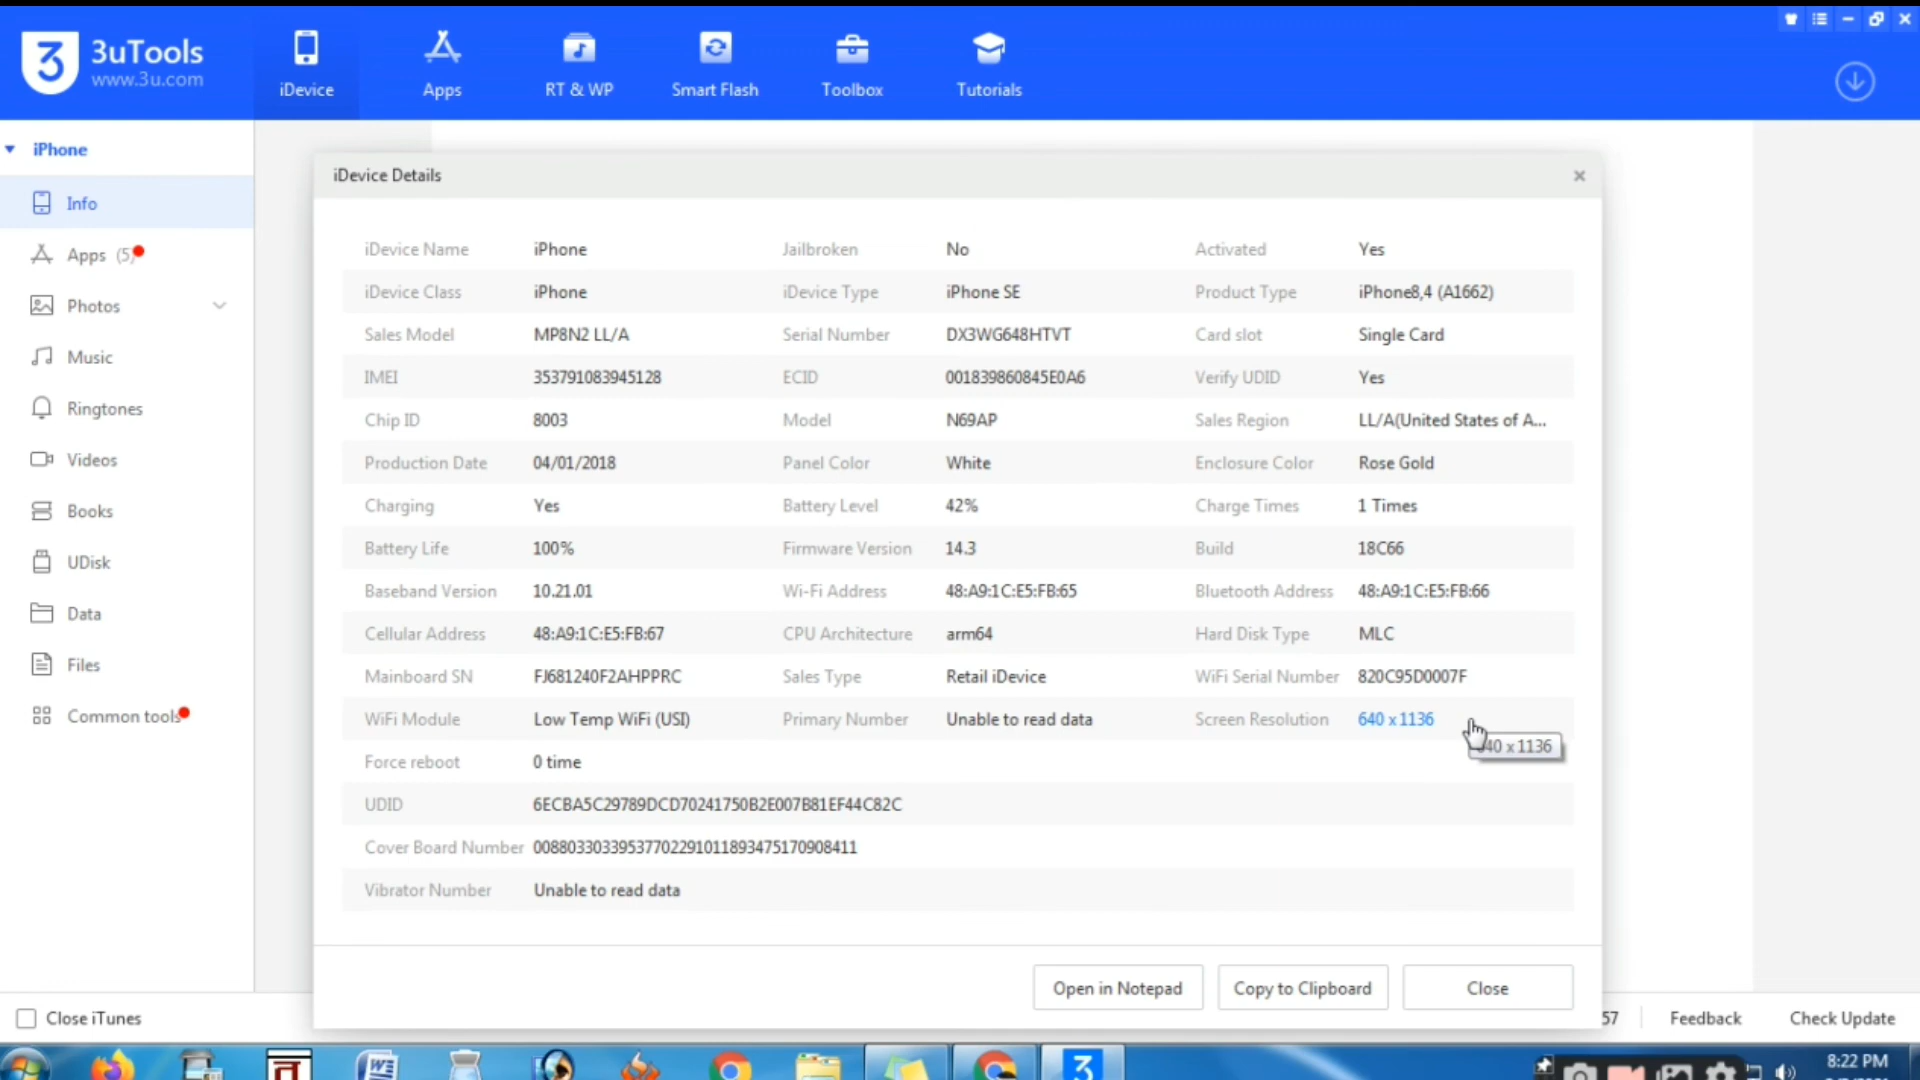 3uTools
www.3u.com
iDevice
Apps
RT & WP
Smart Flash
Toolbox
Tutorials
iPhone
Info
Apps (5)
Photos
Music
Ringtones
Videos
Books
UDisk
Data
Files
Common tools
iDevice Details
iDevice Name iPhone Jailbroken No Activated Yes
iDevice Class iPhone iDevice Type iPhone SE Product Type iPhone8,4 (A1662)
Sales Model MP8N2 LL/A Serial Number DX3WG648HTVT Card slot Single Card
IMEI 353791083945128 ECID 001839860845E0A6 Verify UDID Yes
Chip ID 8003 Model N69AP Sales Region LL/A(United States of A...
Production Date 04/01/2018 Panel Color White Enclosure Color Rose Gold
Charging Yes Battery Level 42% Charge Times 1 Times
Battery Life 100% Firmware Version 14.3 Build 18C66
Baseband Version 10.21.01 Wi-Fi Address 48:A9:1C:E5:FB:65 Bluetooth Address 48:A9:1C:E5:FB:66
Cellular Address 48:A9:1C:E5:FB:67 CPU Architecture arm64 Hard Disk Type MLC
Mainboard SN FJ681240F2AHPPRC Sales Type Retail iDevice WiFi Serial Number 820C95D0007F
WiFi Module Low Temp WiFi (USI) Primary Number Unable to read data Screen Resolution 640 x 1136
40 x 1136
Force reboot 0 time
UDID 6ECBA5C29789DCD70241750B2E007B81EF44C82C
Cover Board Number 00880330339537702291011893475170908411
Vibrator Number Unable to read data
Open in Notepad
Copy to Clipboard
Close
Close iTunes
57
Feedback
Check Update
8:22 PM